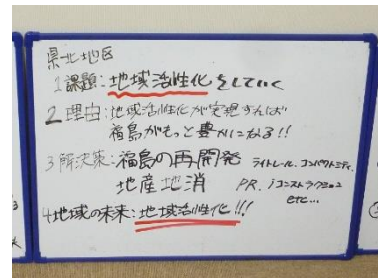 県北地区
1 課題:地域活性化をしていく
2 理由:地域活性化が実現すれば
福島がもっと豊かになる!!
3 解決策:福島の再開発 ライトレール、コンパクトシティ、
地産地消 PR、iコンストラクション
etc...
4 地域の未来:地域活性化!!!